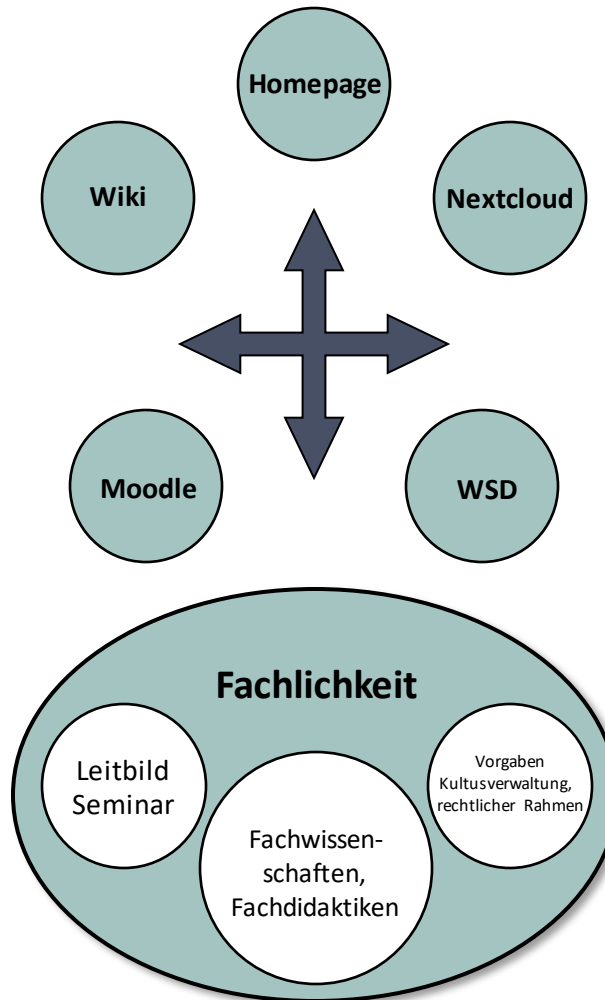 Homepage
Wiki
Nextcloud
Moodle
WSD
Fachlichkeit
Leitbild
Seminar
Fachwissen-
schaften,
Fachdidaktiken
Vorgaben
Kultusverwaltung,
rechtlicher Rahmen